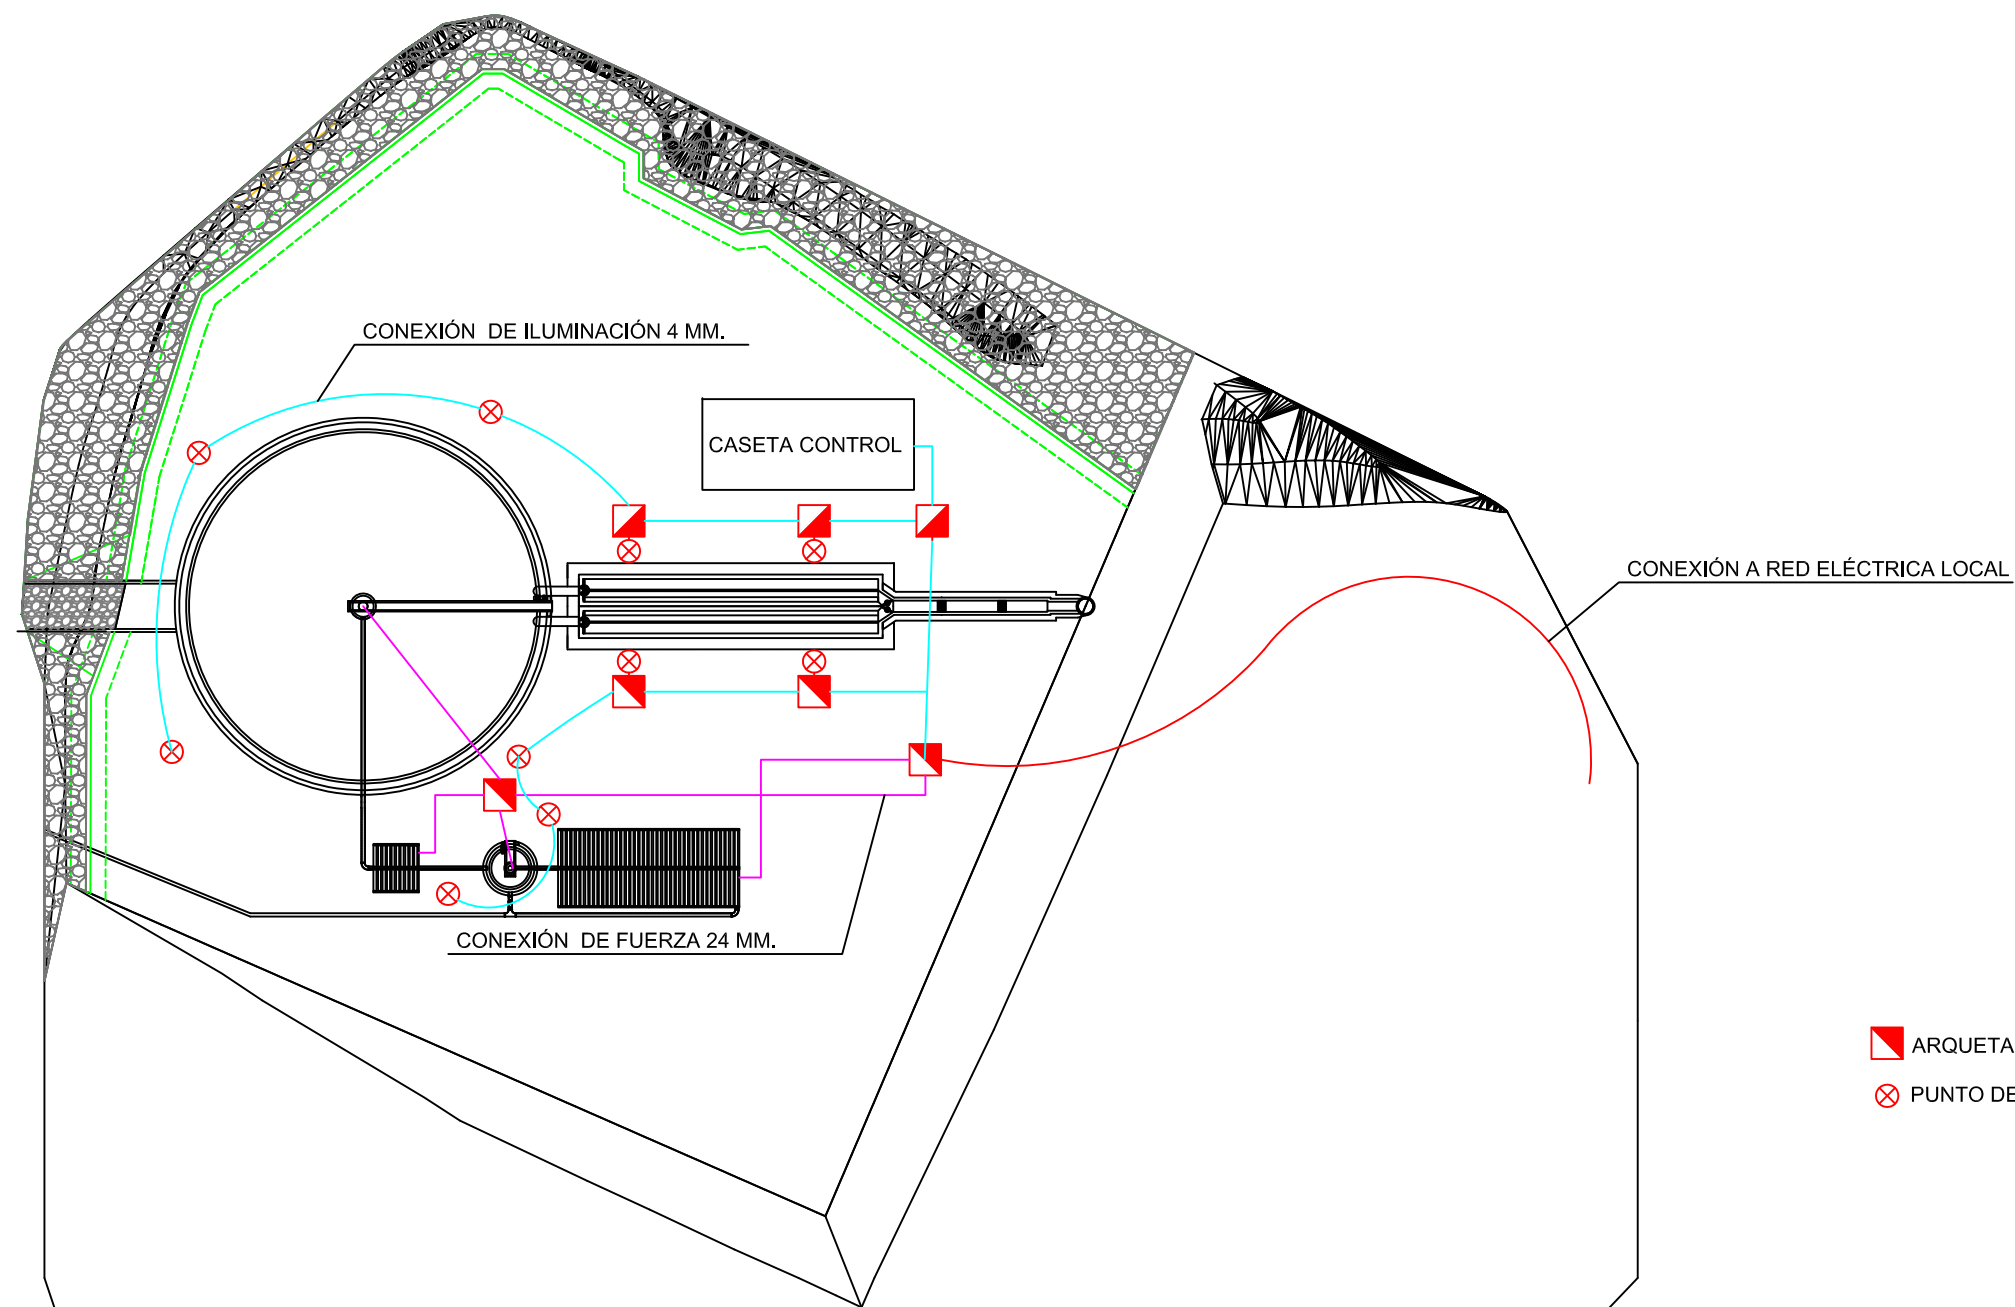 CONEXIÓN DE ILUMINACIÓN 4 MM.
CASETA CONTROL
CONEXIÓN A RED ELÉCTRICA LOCAL
CONEXIÓN DE FUERZA 24 MM.
ARQUETA
PUNTO DE